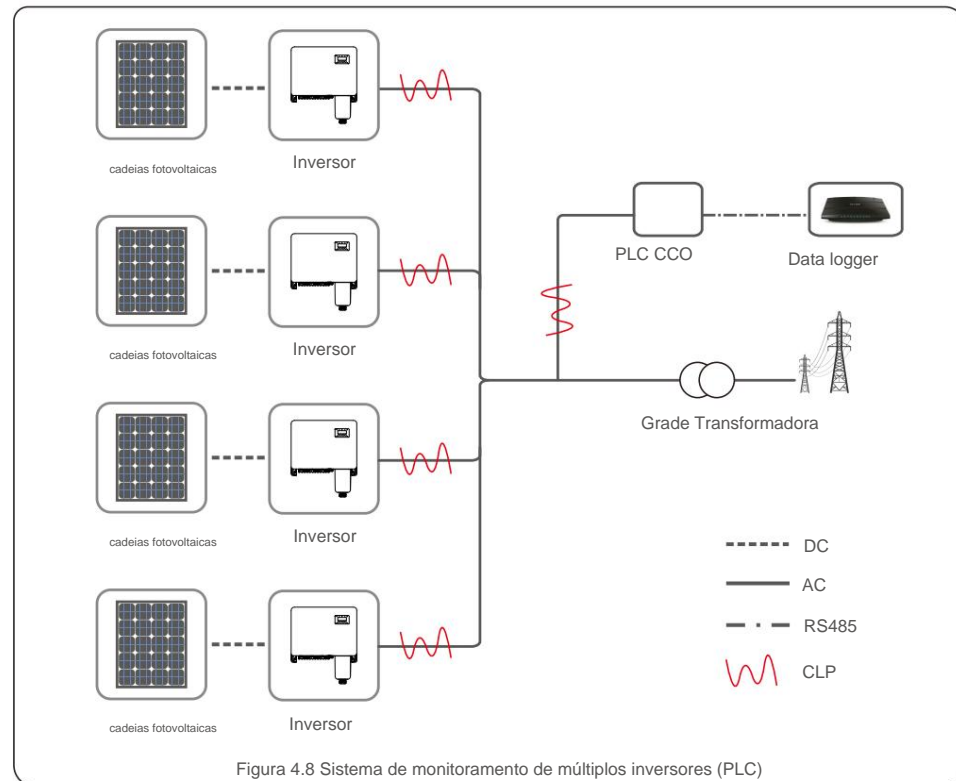 cadeias fotovoltaicas
Inversor
PLC CCO
Data logger
cadeias fotovoltaicas
Inversor
Grade Transformadora
cadeias fotovoltaicas
Inversor
DC
AC
RS485
CLP
cadeias fotovoltaicas
Inversor
Figura 4.8 Sistema de monitoramento de múltiplos inversores (PLC)